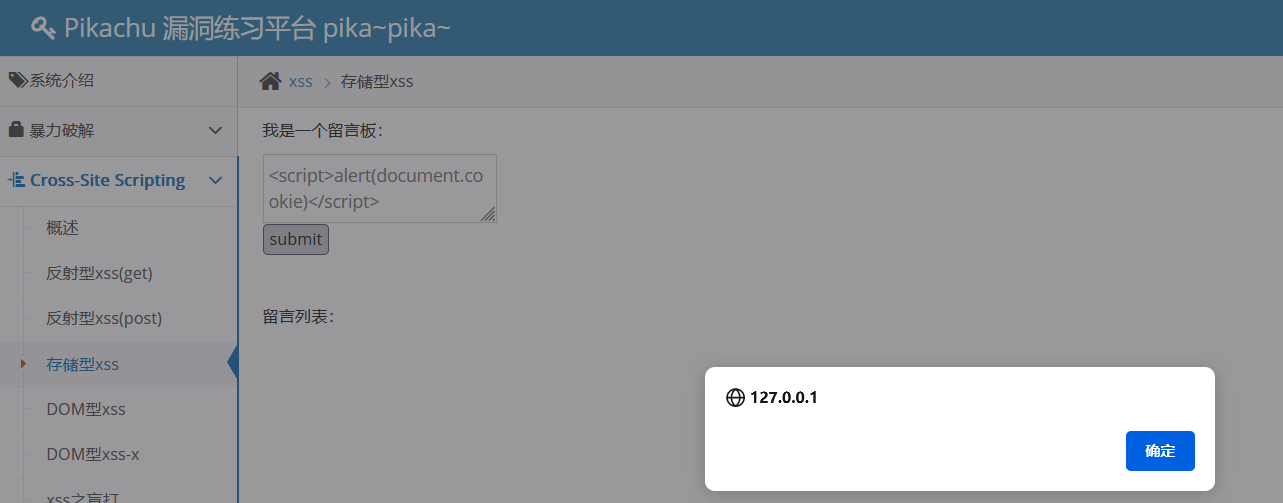 Pikachu 漏洞练习平台 pika~pika~
系统介绍
xss
存储型xss
暴力破解
我是一个留言板：
Cross-Site Scripting
<script>alert(document.co
okie)</script>
概述
submit
反射型xss(get)
反射型xss(post)
留言列表：
存储型xss
127.0.0.1
DOM型xss
确定
DOM型xss-x
xss之盲打